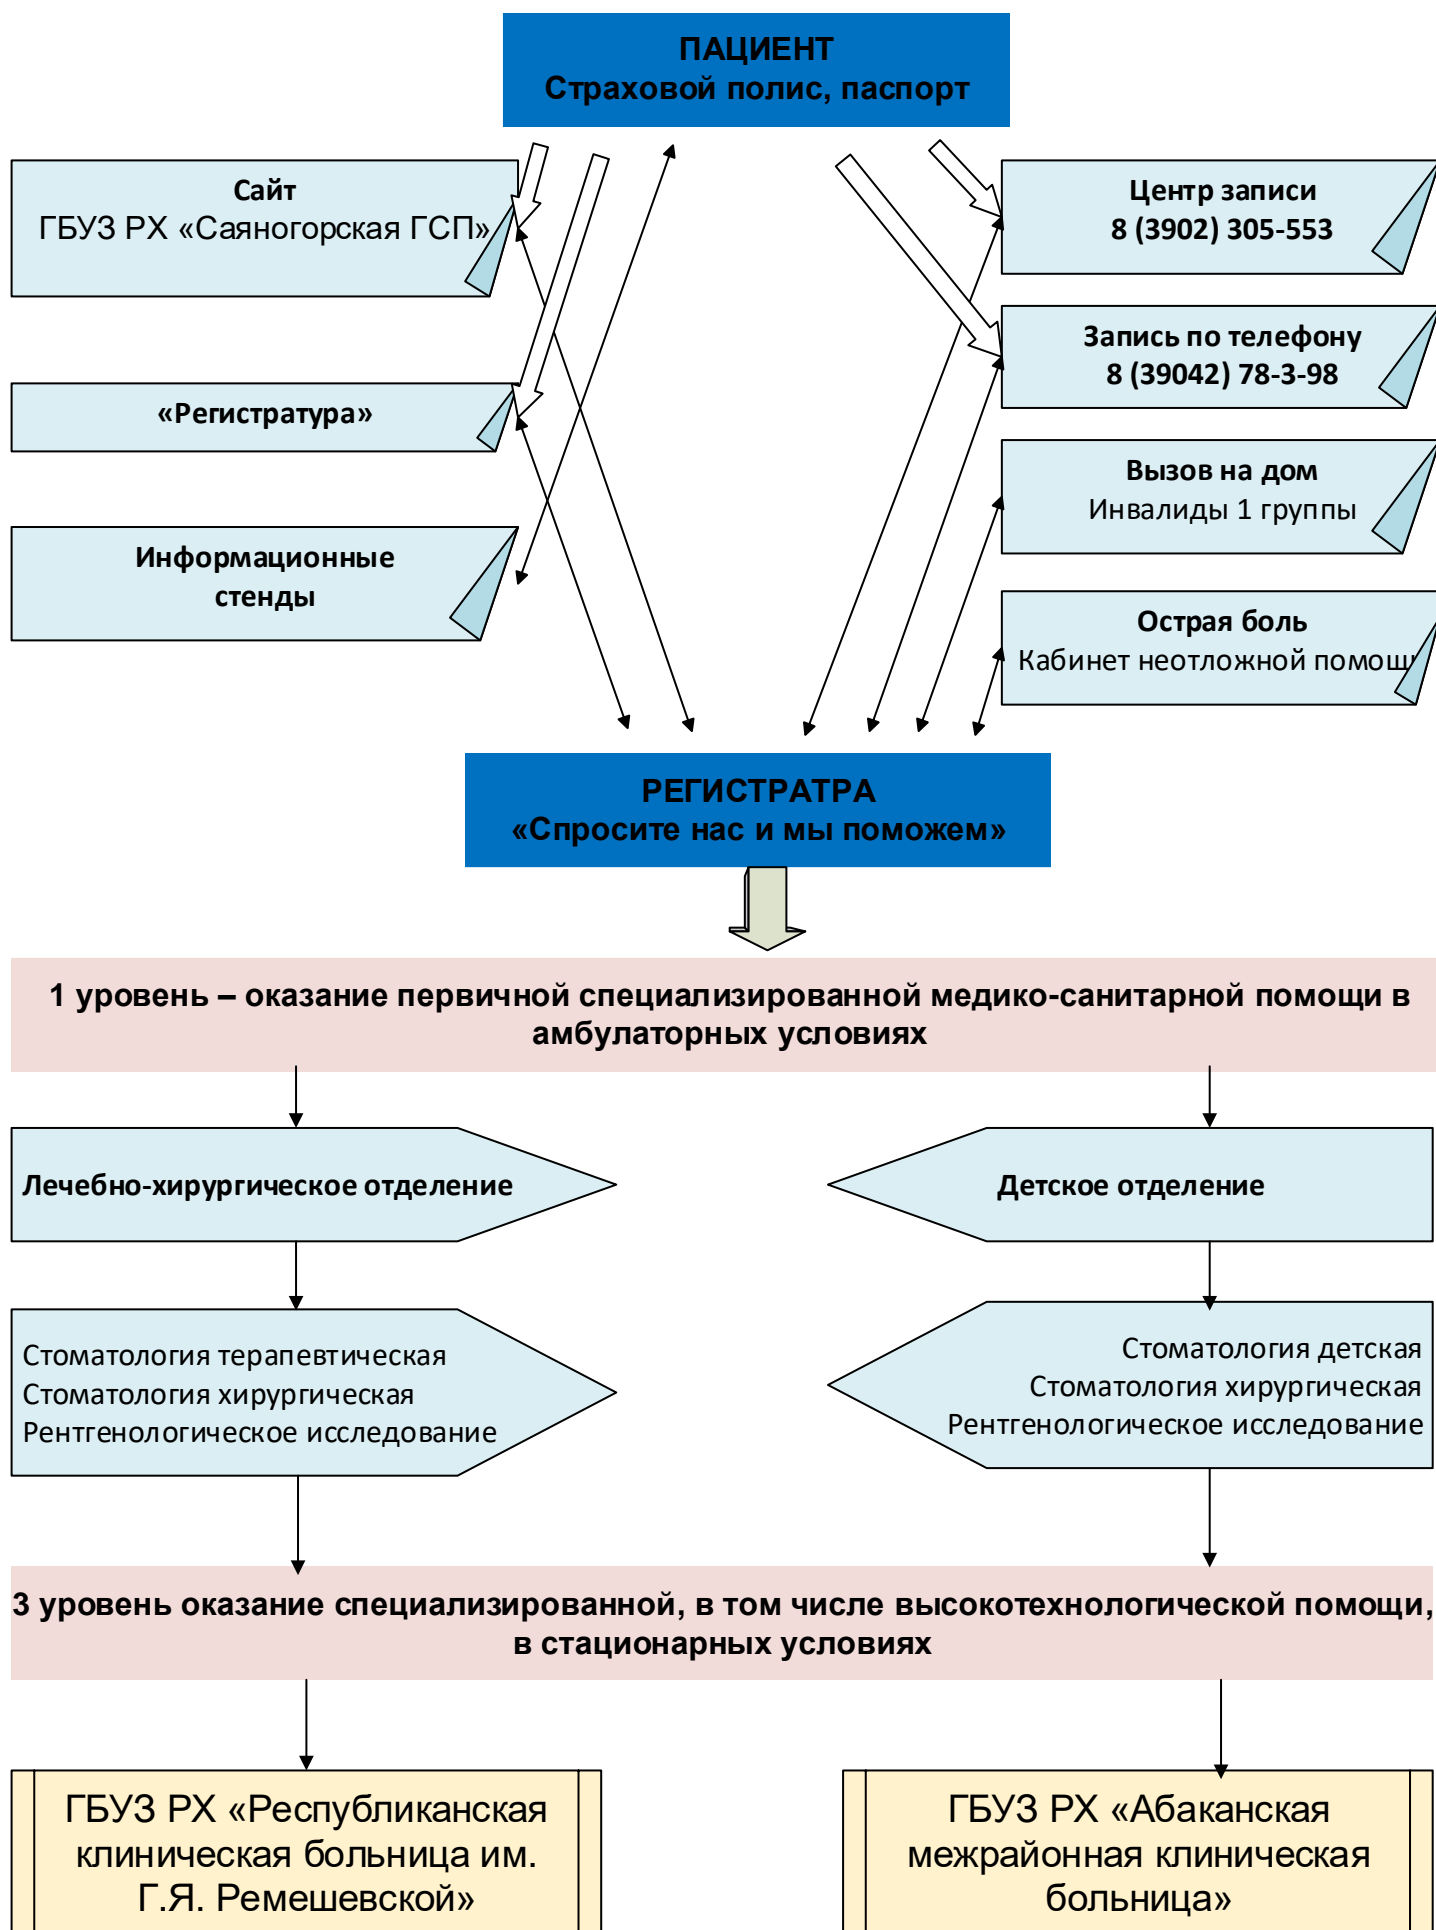 ПАЦИЕНТ
Страховой полис, паспорт
Сайт
ГБУЗ РХ «Саяногорская ГСП»
«Регистратура»
Информационные
стенды
Центр записи
8 (3902) 305-553
Запись по телефону
8 (39042) 78-3-98
Вызов на дом
Инвалиды 1 группы
Острая боль
Кабинет неотложной помощи
РЕГИСТРАТРА
«Спросите нас и мы поможем»
1 уровень – оказание первичной специализированной медико-санитарной помощи в
амбулаторных условиях
Лечебно-хирургическое отделение
Детское отделение
Стоматология терапевтическая
Стоматология хирургическая
Рентгенологическое исследование
Стоматология детская
Стоматология хирургическая
Рентгенологическое исследование
3 уровень оказание специализированной, в том числе высокотехнологической помощи,
в стационарных условиях
ГБУЗ РХ «Республиканская
клиническая больница им.
Г.Я. Ремешевской»
ГБУЗ РХ «Абаканская
межрайонная клиническая
больница»